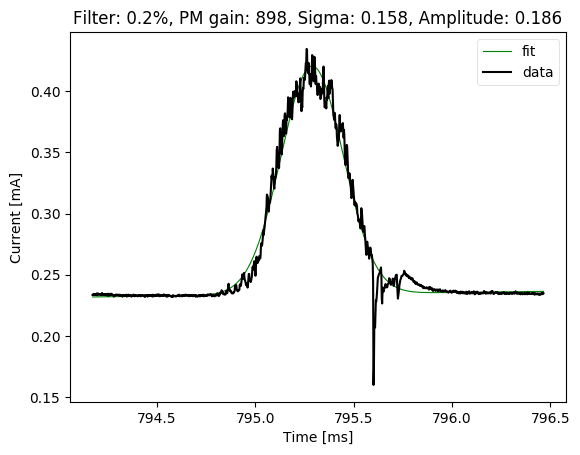 Filter: 0.2%, PM gain: 898, Sigma: 0.158, Amplitude: 0.186
fit
data
0.40
0.35
0.30
0.25
0.20
0.15
Current [mA]
794.5 795.0 795.5 796.0 796.5
Time [ms]